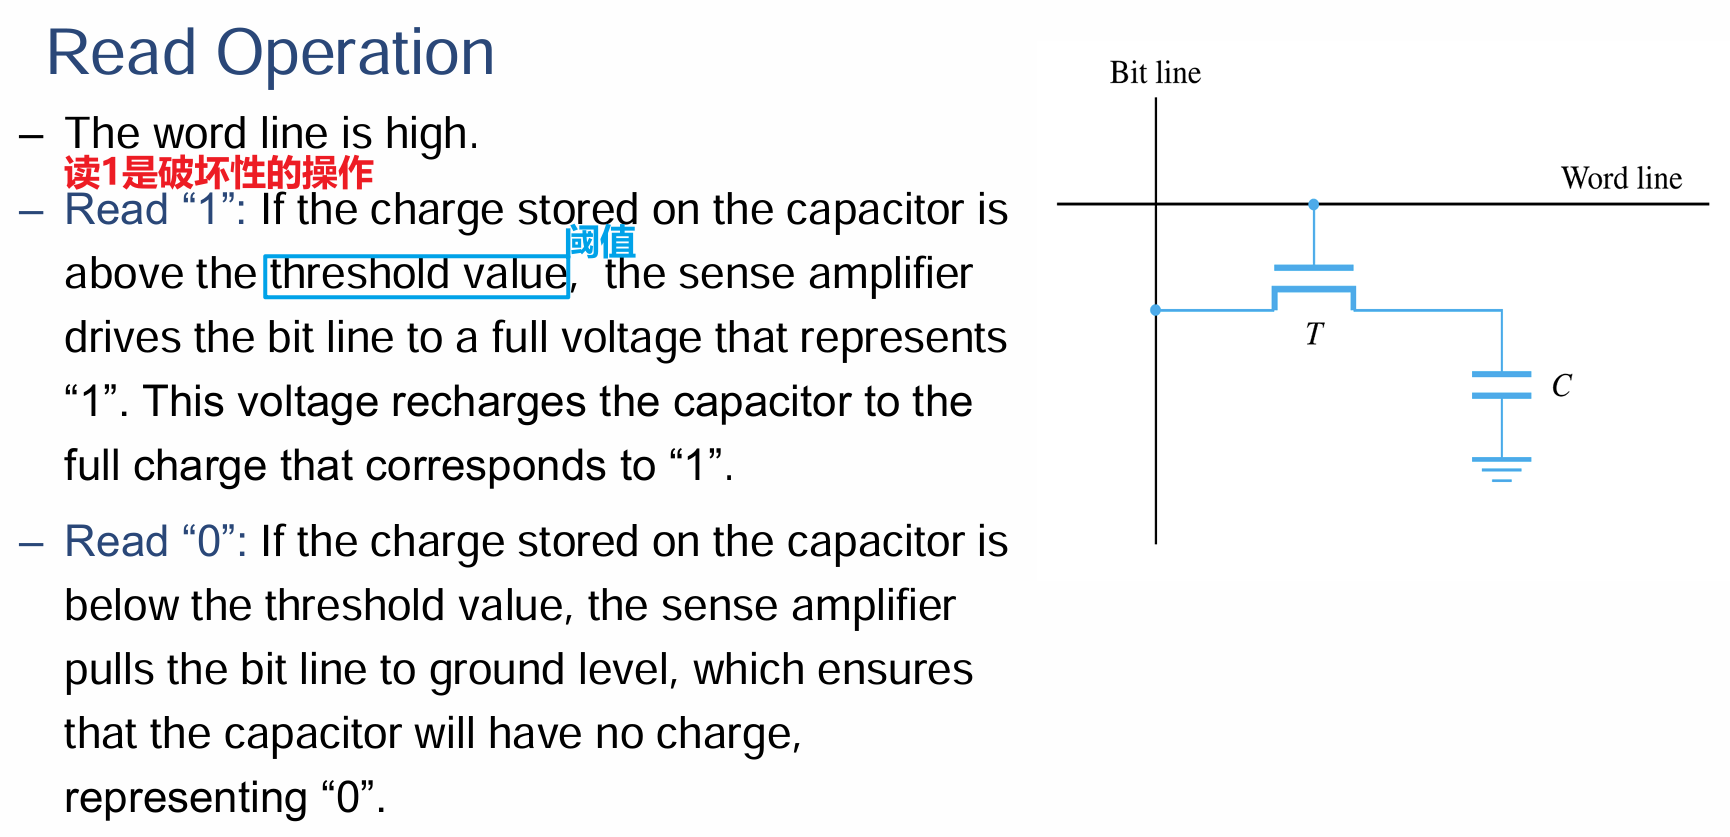 Read Operation
– The word line is high.
读1是破坏性的操作
– Read “1”: If the charge stored on the capacitor is
阈值
above the threshold value, the sense amplifier
drives the bit line to a full voltage that represents
“1”. This voltage recharges the capacitor to the
full charge that corresponds to “1”.
– Read “0”: If the charge stored on the capacitor is
below the threshold value, the sense amplifier
pulls the bit line to ground level, which ensures
that the capacitor will have no charge,
representing “0”.
Bit line
Word line
T
C